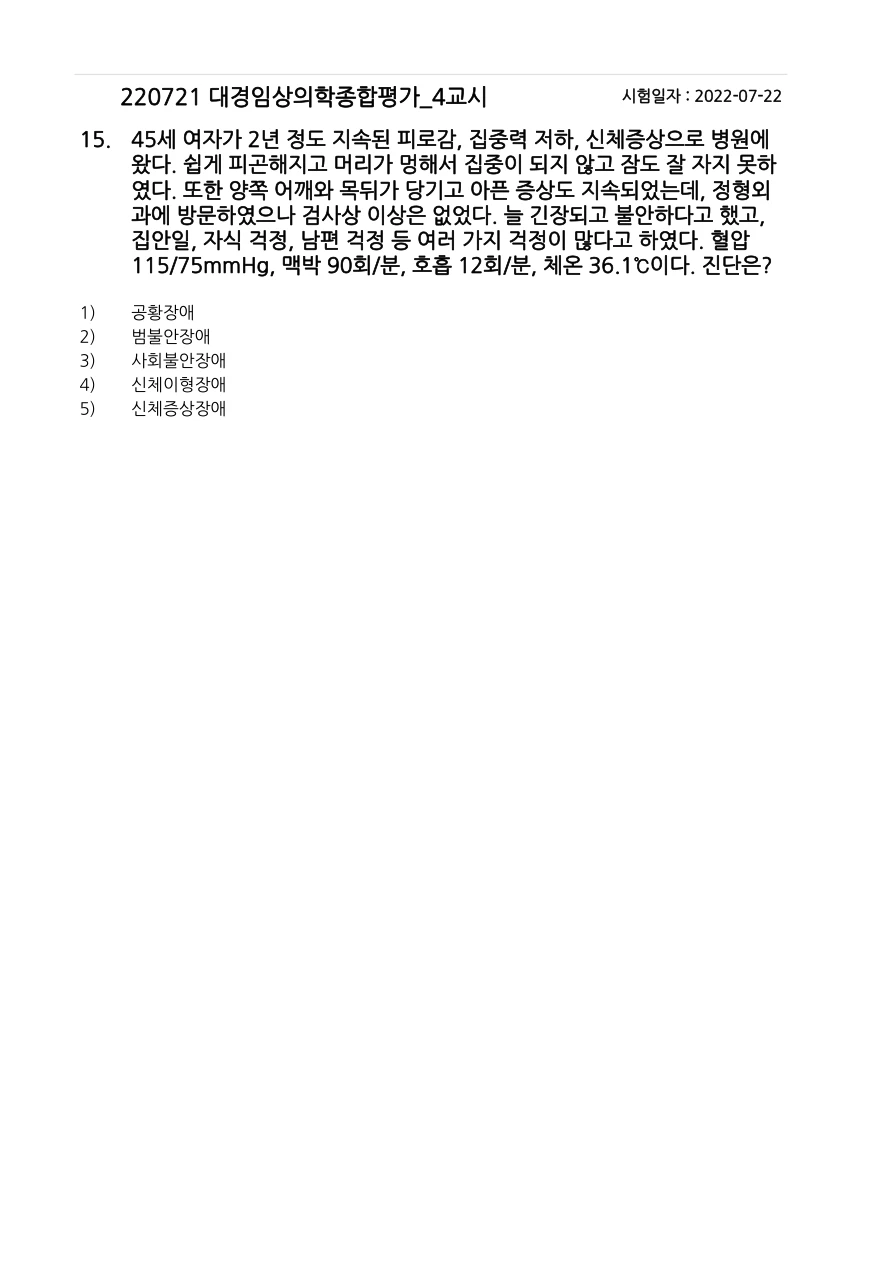 220721 대경임상의학종합평가_4교시 시험일자 : 2022-07-22
15. 45세 여자가 2년 정도 지속된 피로감, 집중력 저하, 신체증상으로 병원에
왔다. 쉽게 피곤해지고 머리가 멍해서 집중이 되지 않고 잠도 잘 자지 못하
였다. 또한 양쪽 어깨와 목뒤가 당기고 아픈 증상도 지속되었는데, 정형외
과에 방문하였으나 검사상 이상은 없었다. 늘 긴장되고 불안하다고 했고,
집안일, 자식 걱정, 남편 걱정 등 여러 가지 걱정이 많다고 하였다. 혈압
115/75mmHg, 맥박 90회/분, 호흡 12회/분, 체온 36.1℃이다. 진단은?
1) 공황장애
2) 범불안장애
3) 사회불안장애
4) 신체이형장애
5) 신체증상장애